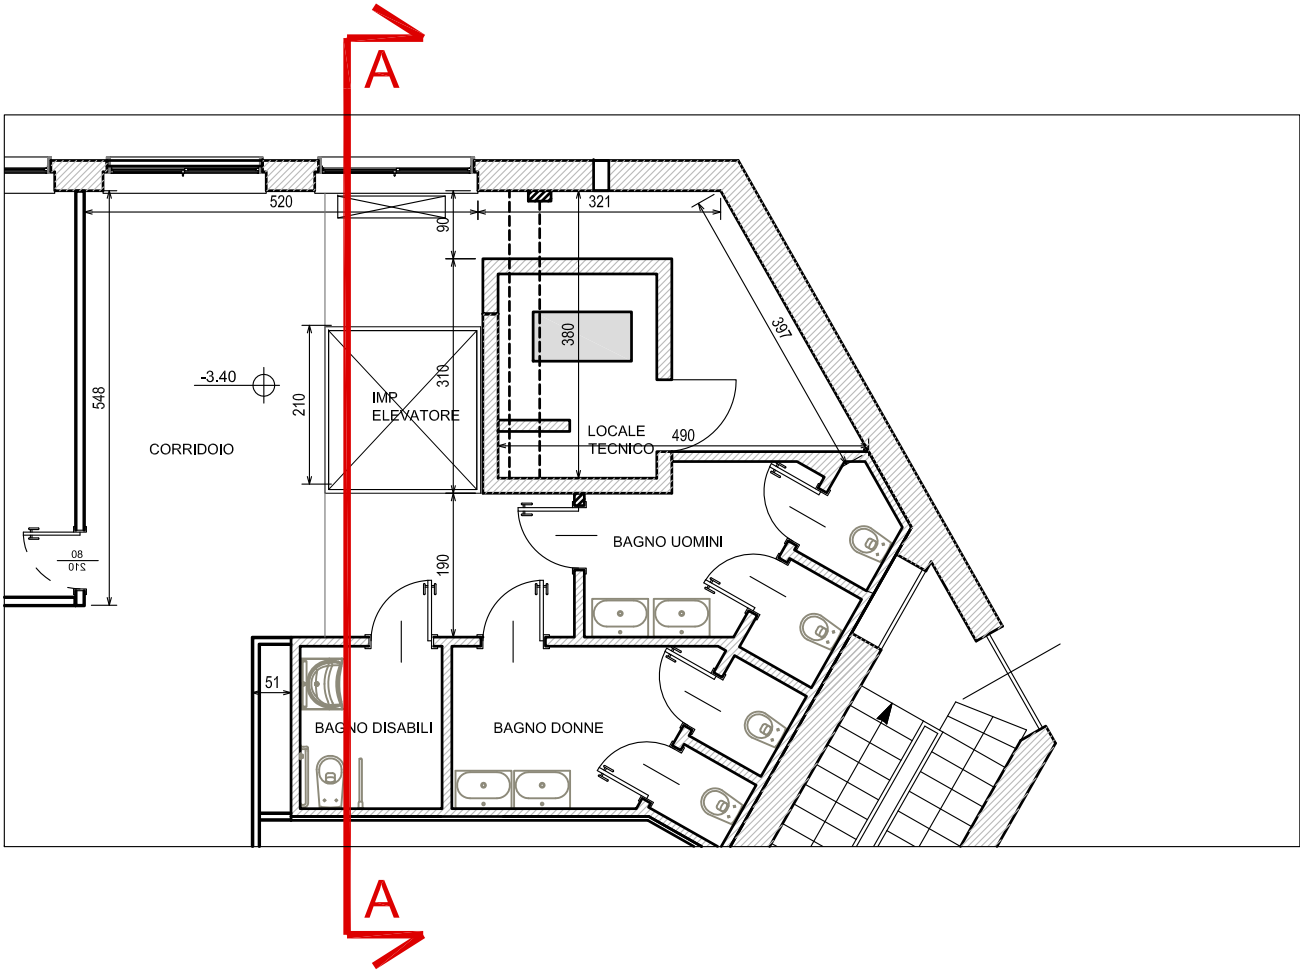 A
520
321
90
397
380
-3.40
310
548
210
IMP.
ELEVATORE
LOCALE
TECNICO
490
CORRIDOIO
BAGNO UOMINI
80
210
190
51
BAGNO DISABILI
BAGNO DONNE
A